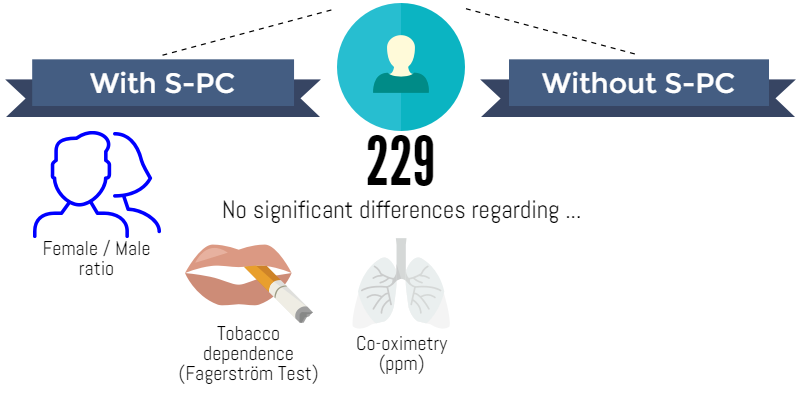 With S-PC
Without S-PC
229
No significant differences regarding ...
Female / Male
ratio
Tobacco
dependence
(Fagerström Test)
Co-oximetry
(ppm)